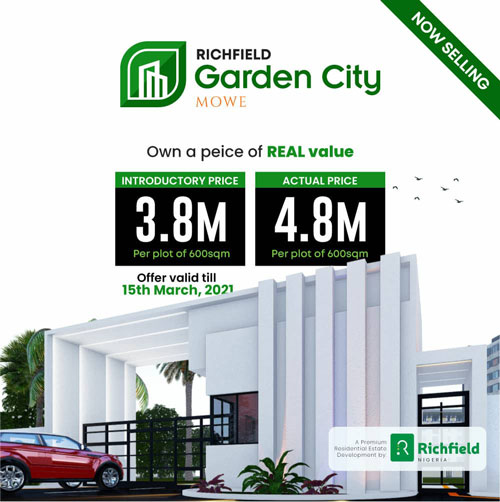 NOW SELLING
RICHFIELD
Garden City
MOWE
Own a peice of REAL value
INTRODUCTORY PRICE
3.8M
Per plot of 600sqm
ACTUAL PRICE
4.8M
Per plot of 600sqm
Offer valid till
15th March, 2021
A Premium
Residential Estate
Development by
Richfield
NIGERIA